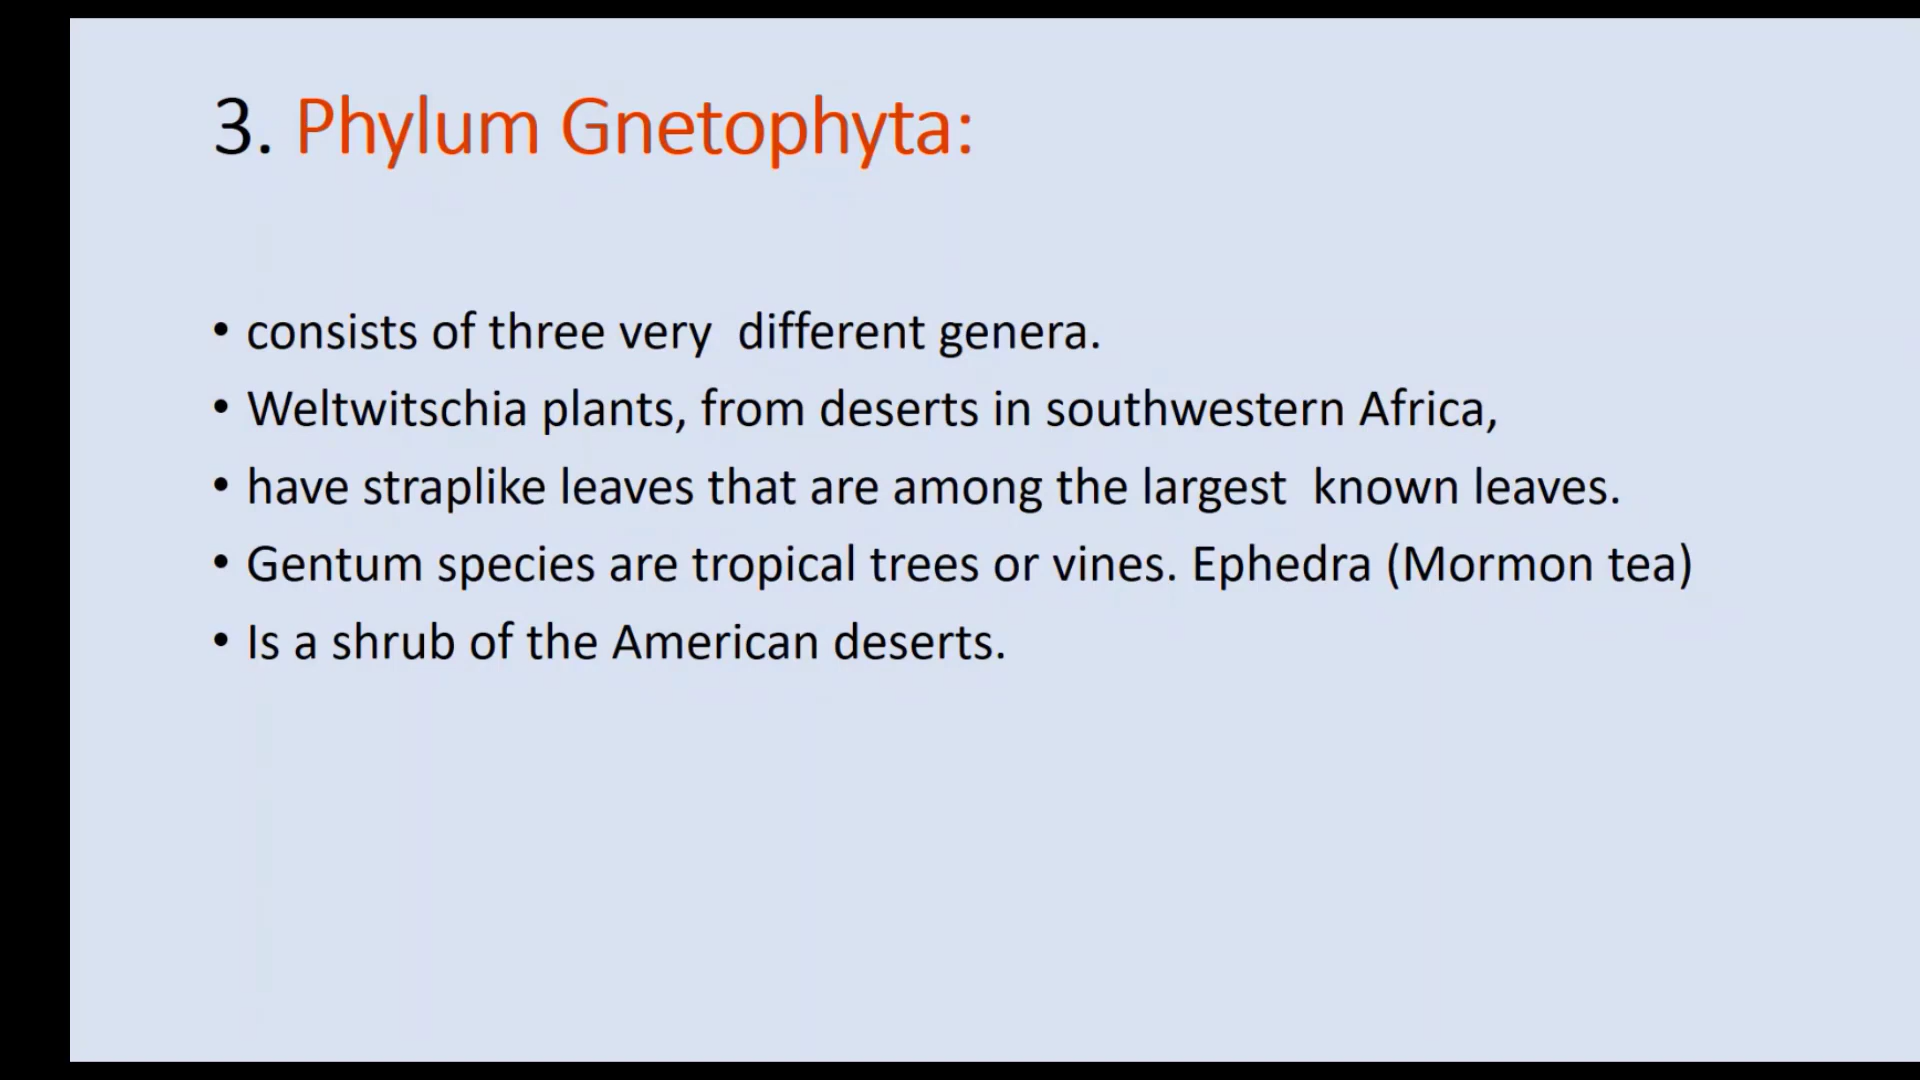 3. Phylum Gnetophyta:
• consists of three very  different genera.
• Weltwitschia plants, from deserts in southwestern Africa,
• have straplike leaves that are among the largest  known leaves.
• Gentum species are tropical trees or vines. Ephedra (Mormon tea)
• Is a shrub of the American deserts.